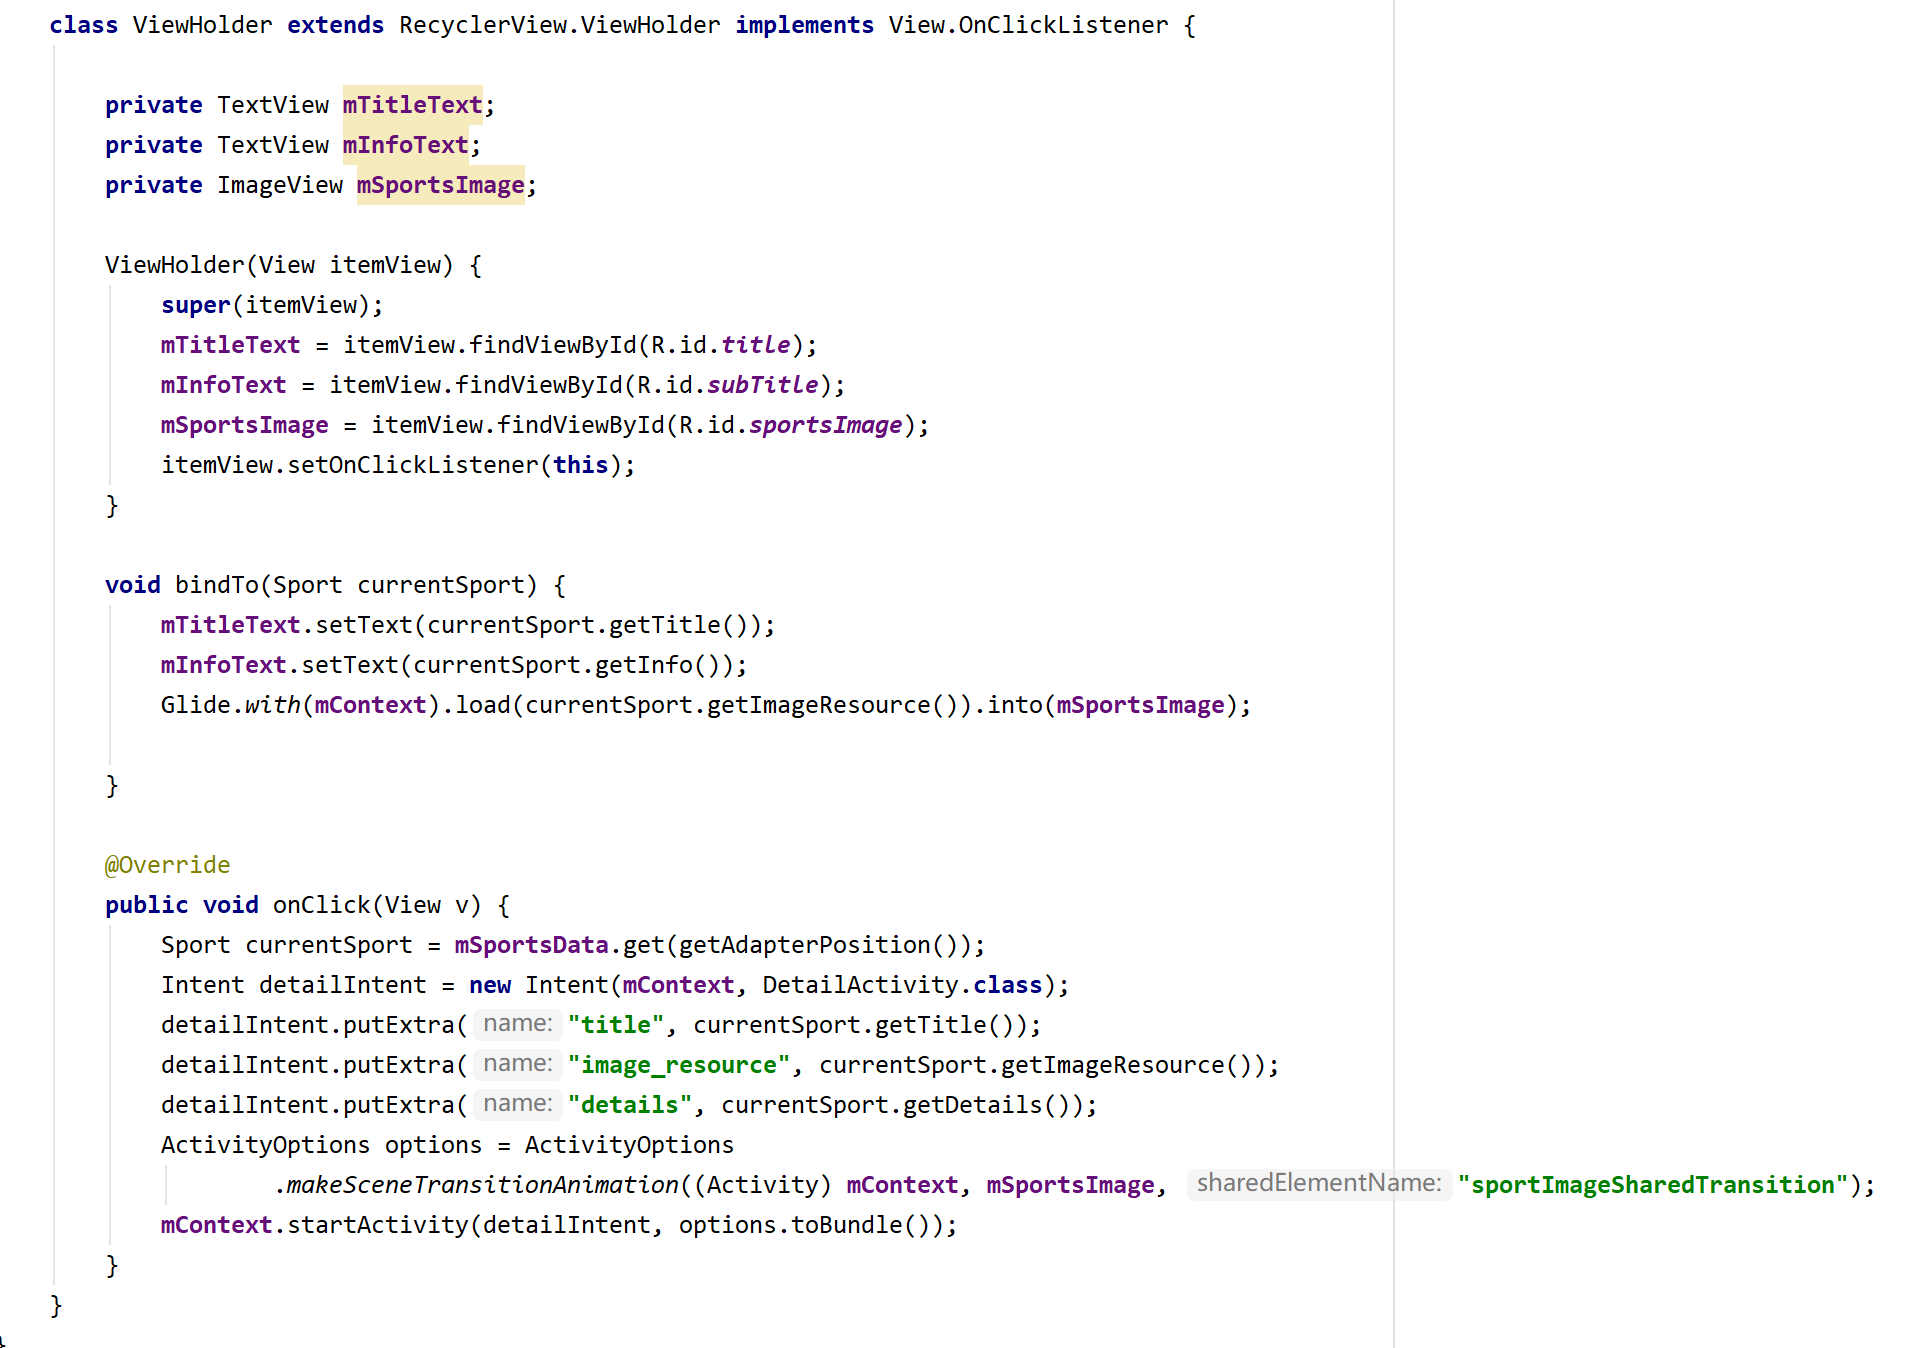 class ViewHolder extends RecyclerView.ViewHolder implements View.OnClickListener {
private TextView mTitleText;
private TextView mInfoText;
private ImageView mSportsImage;
ViewHolder(View itemView) {
super(itemView);
mTitleText = itemView.findViewById(R.id.title);
mInfoText = itemView.findViewById(R.id.subTitle);
mSportsImage = itemView.findViewById(R.id.sportsImage);
itemView.setOnClickListener(this);
}
void bindTo(Sport currentSport) {
mTitleText.setText(currentSport.getTitle());
mInfoText.setText(currentSport.getInfo());
Glide.with(mContext).load(currentSport.getImageResource()).into(mSportsImage);
}
@Override
public void onClick(View v) {
Sport currentSport = mSportsData.get(getAdapterPosition());
Intent detailIntent = new Intent(mContext, DetailActivity.class);
detailIntent.putExtra( name: "title", currentSport.getTitle());
detailIntent.putExtra( name: "image_resource", currentSport.getImageResource());
detailIntent.putExtra( name: "details", currentSport.getDetails());
ActivityOptions options = ActivityOptions
.makeSceneTransitionAnimation((Activity) mContext, mSportsImage, sharedElementName: "sportImageSharedTransition");
mContext.startActivity(detailIntent, options.toBundle());
}
}
}